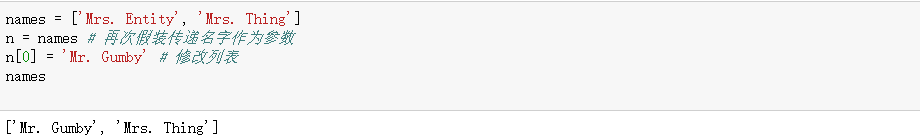 names = ['Mrs. Entity', 'Mrs. Thing']
n = names # 再次假装传递名字作为参数
n[0] = 'Mr. Gumby' # 修改列表
names
['Mr. Gumby', 'Mrs. Thing']